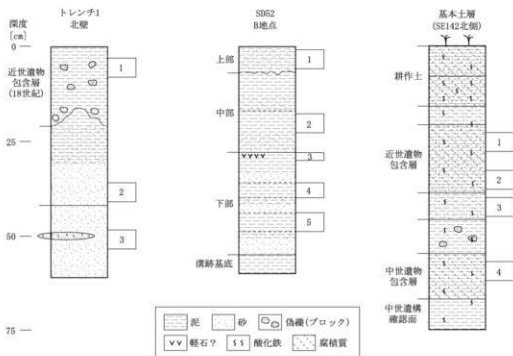 深度
[cm]
トレンチ1
北壁
SD52
B地点
基本土層
(SE142北側)
0
25
50
75
近世遺物
包含層
(18世紀)
1
2
3
上部
中部
下部
溝跡基底
1
2
3
4
5
耕作土
近世遺物
包含層
中世遺物
包含層
中世遺構
確認面
1
2
3
4
泥
砂
偽礫(ブロック)
軽石？
酸化鉄
腐植質